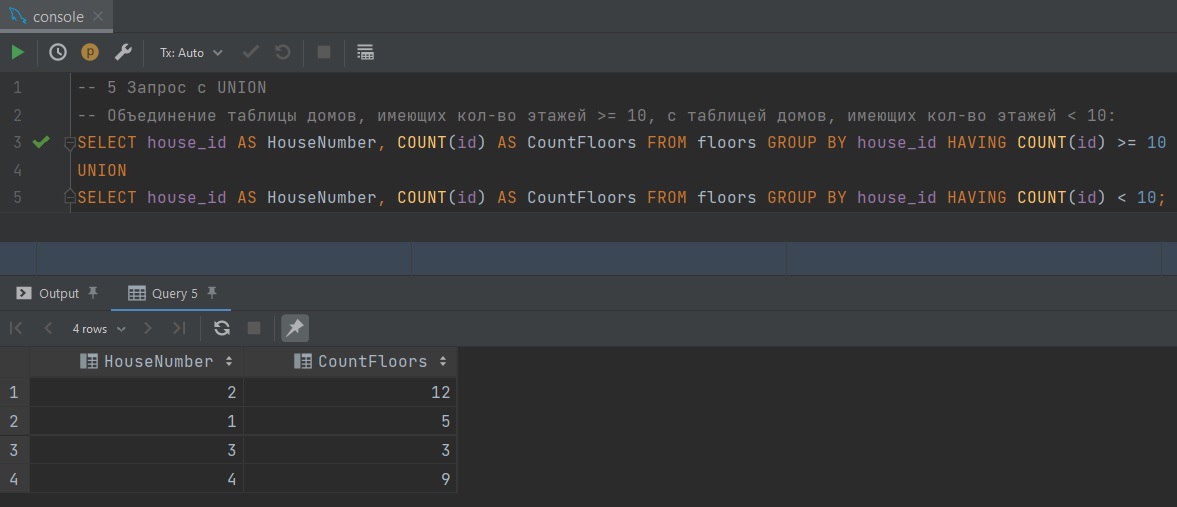 console
Tx: Auto
1 -- 5 Запрос с UNION
2 -- Объединение таблицы домов, имеющих кол-во этажей >= 10, с таблицей домов, имеющих кол-во этажей < 10:
3 SELECT house_id AS HouseNumber, COUNT(id) AS CountFloors FROM floors GROUP BY house_id HAVING COUNT(id) >= 10
4 UNION
5 SELECT house_id AS HouseNumber, COUNT(id) AS CountFloors FROM floors GROUP BY house_id HAVING COUNT(id) < 10;
Output Query 5
4 rows
HouseNumber CountFloors
1 2 12
2 1 5
3 3 3
4 4 9